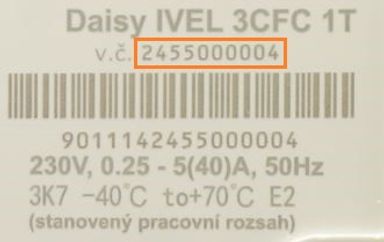 Daisy IVEL 3CFC 1T
v.č. 2455000004
9011142455000004
230V, 0.25 - 5(40)A, 50Hz
3K7 -40°C to+70°C E2
(stanovený pracovní rozsah)